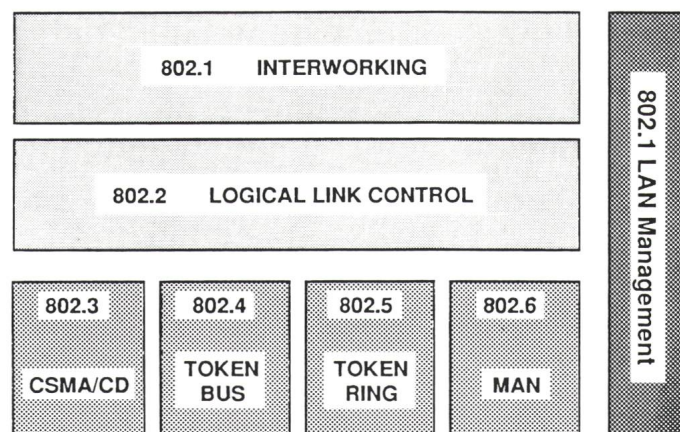 802.1 INTERWORKING
802.2 LOGICAL LINK CONTROL
802.3
CSMA/CD
802.4
TOKEN
BUS
802.5
TOKEN
RING
802.6
MAN
802.1 LAN Management